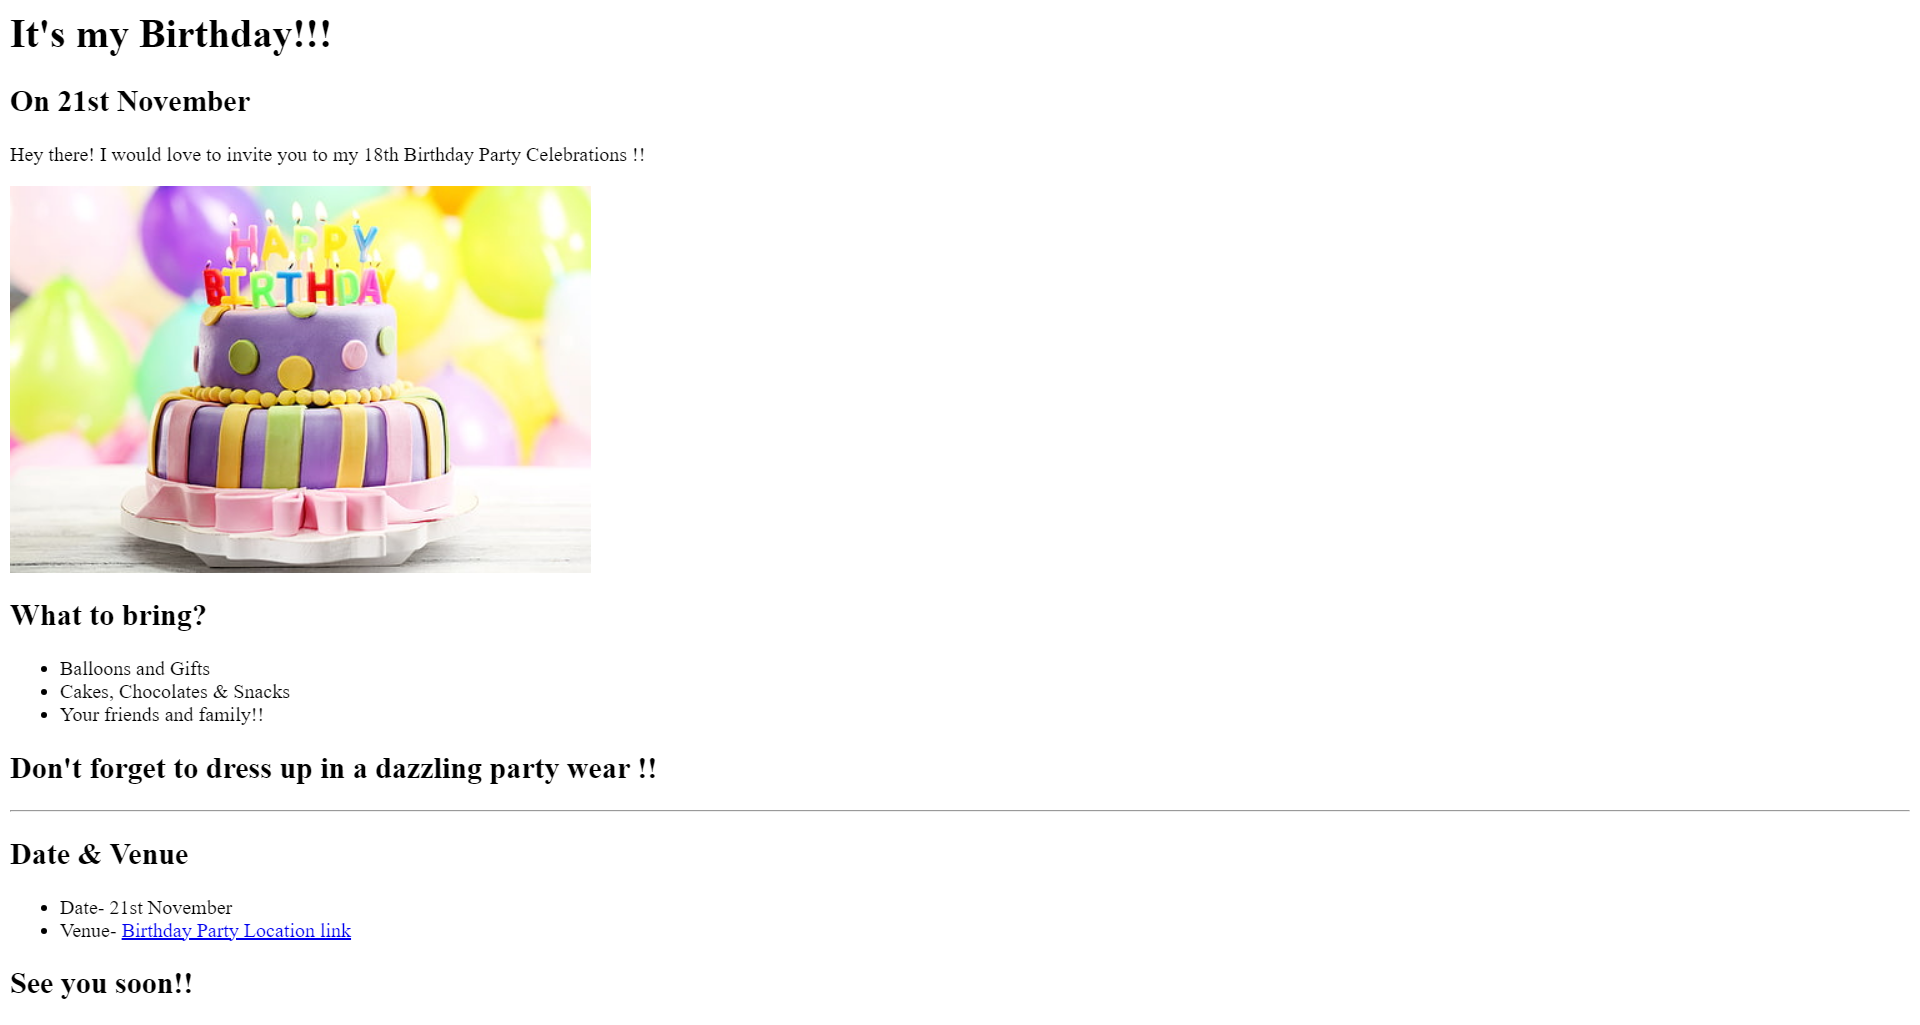 It's my Birthday!!!
On 21st November
Hey there! I would love to invite you to my 18th Birthday Party Celebrations !!
HAPPY
BIRTHDAY
What to bring?
Balloons and Gifts
Cakes, Chocolates & Snacks
Your friends and family!!
Don't forget to dress up in a dazzling party wear !!
Date & Venue
Date- 21st November
Venue- Birthday Party Location link
See you soon!!